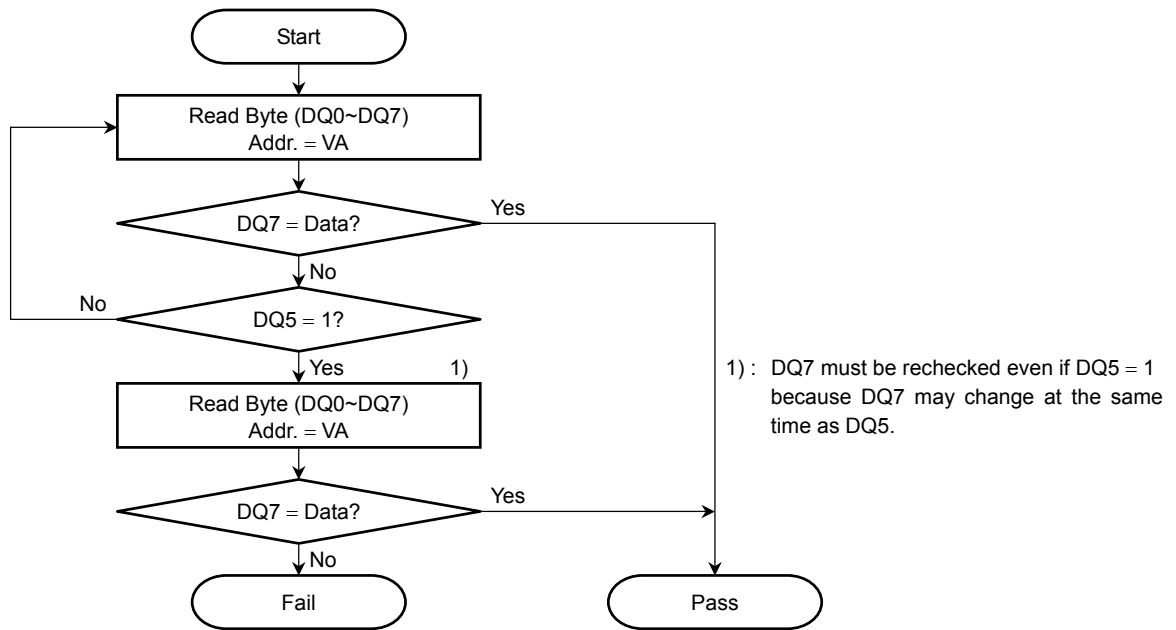 Start
Read Byte (DQ0~DQ7)
Addr. = VA
DQ7 = Data?
Yes
No
No
DQ5 = 1?
Yes
1)
Read Byte (DQ0~DQ7)
Addr. = VA
1) : DQ7 must be rechecked even if DQ5 = 1
because DQ7 may change at the same
time as DQ5.
DQ7 = Data?
Yes
No
Fail
Pass